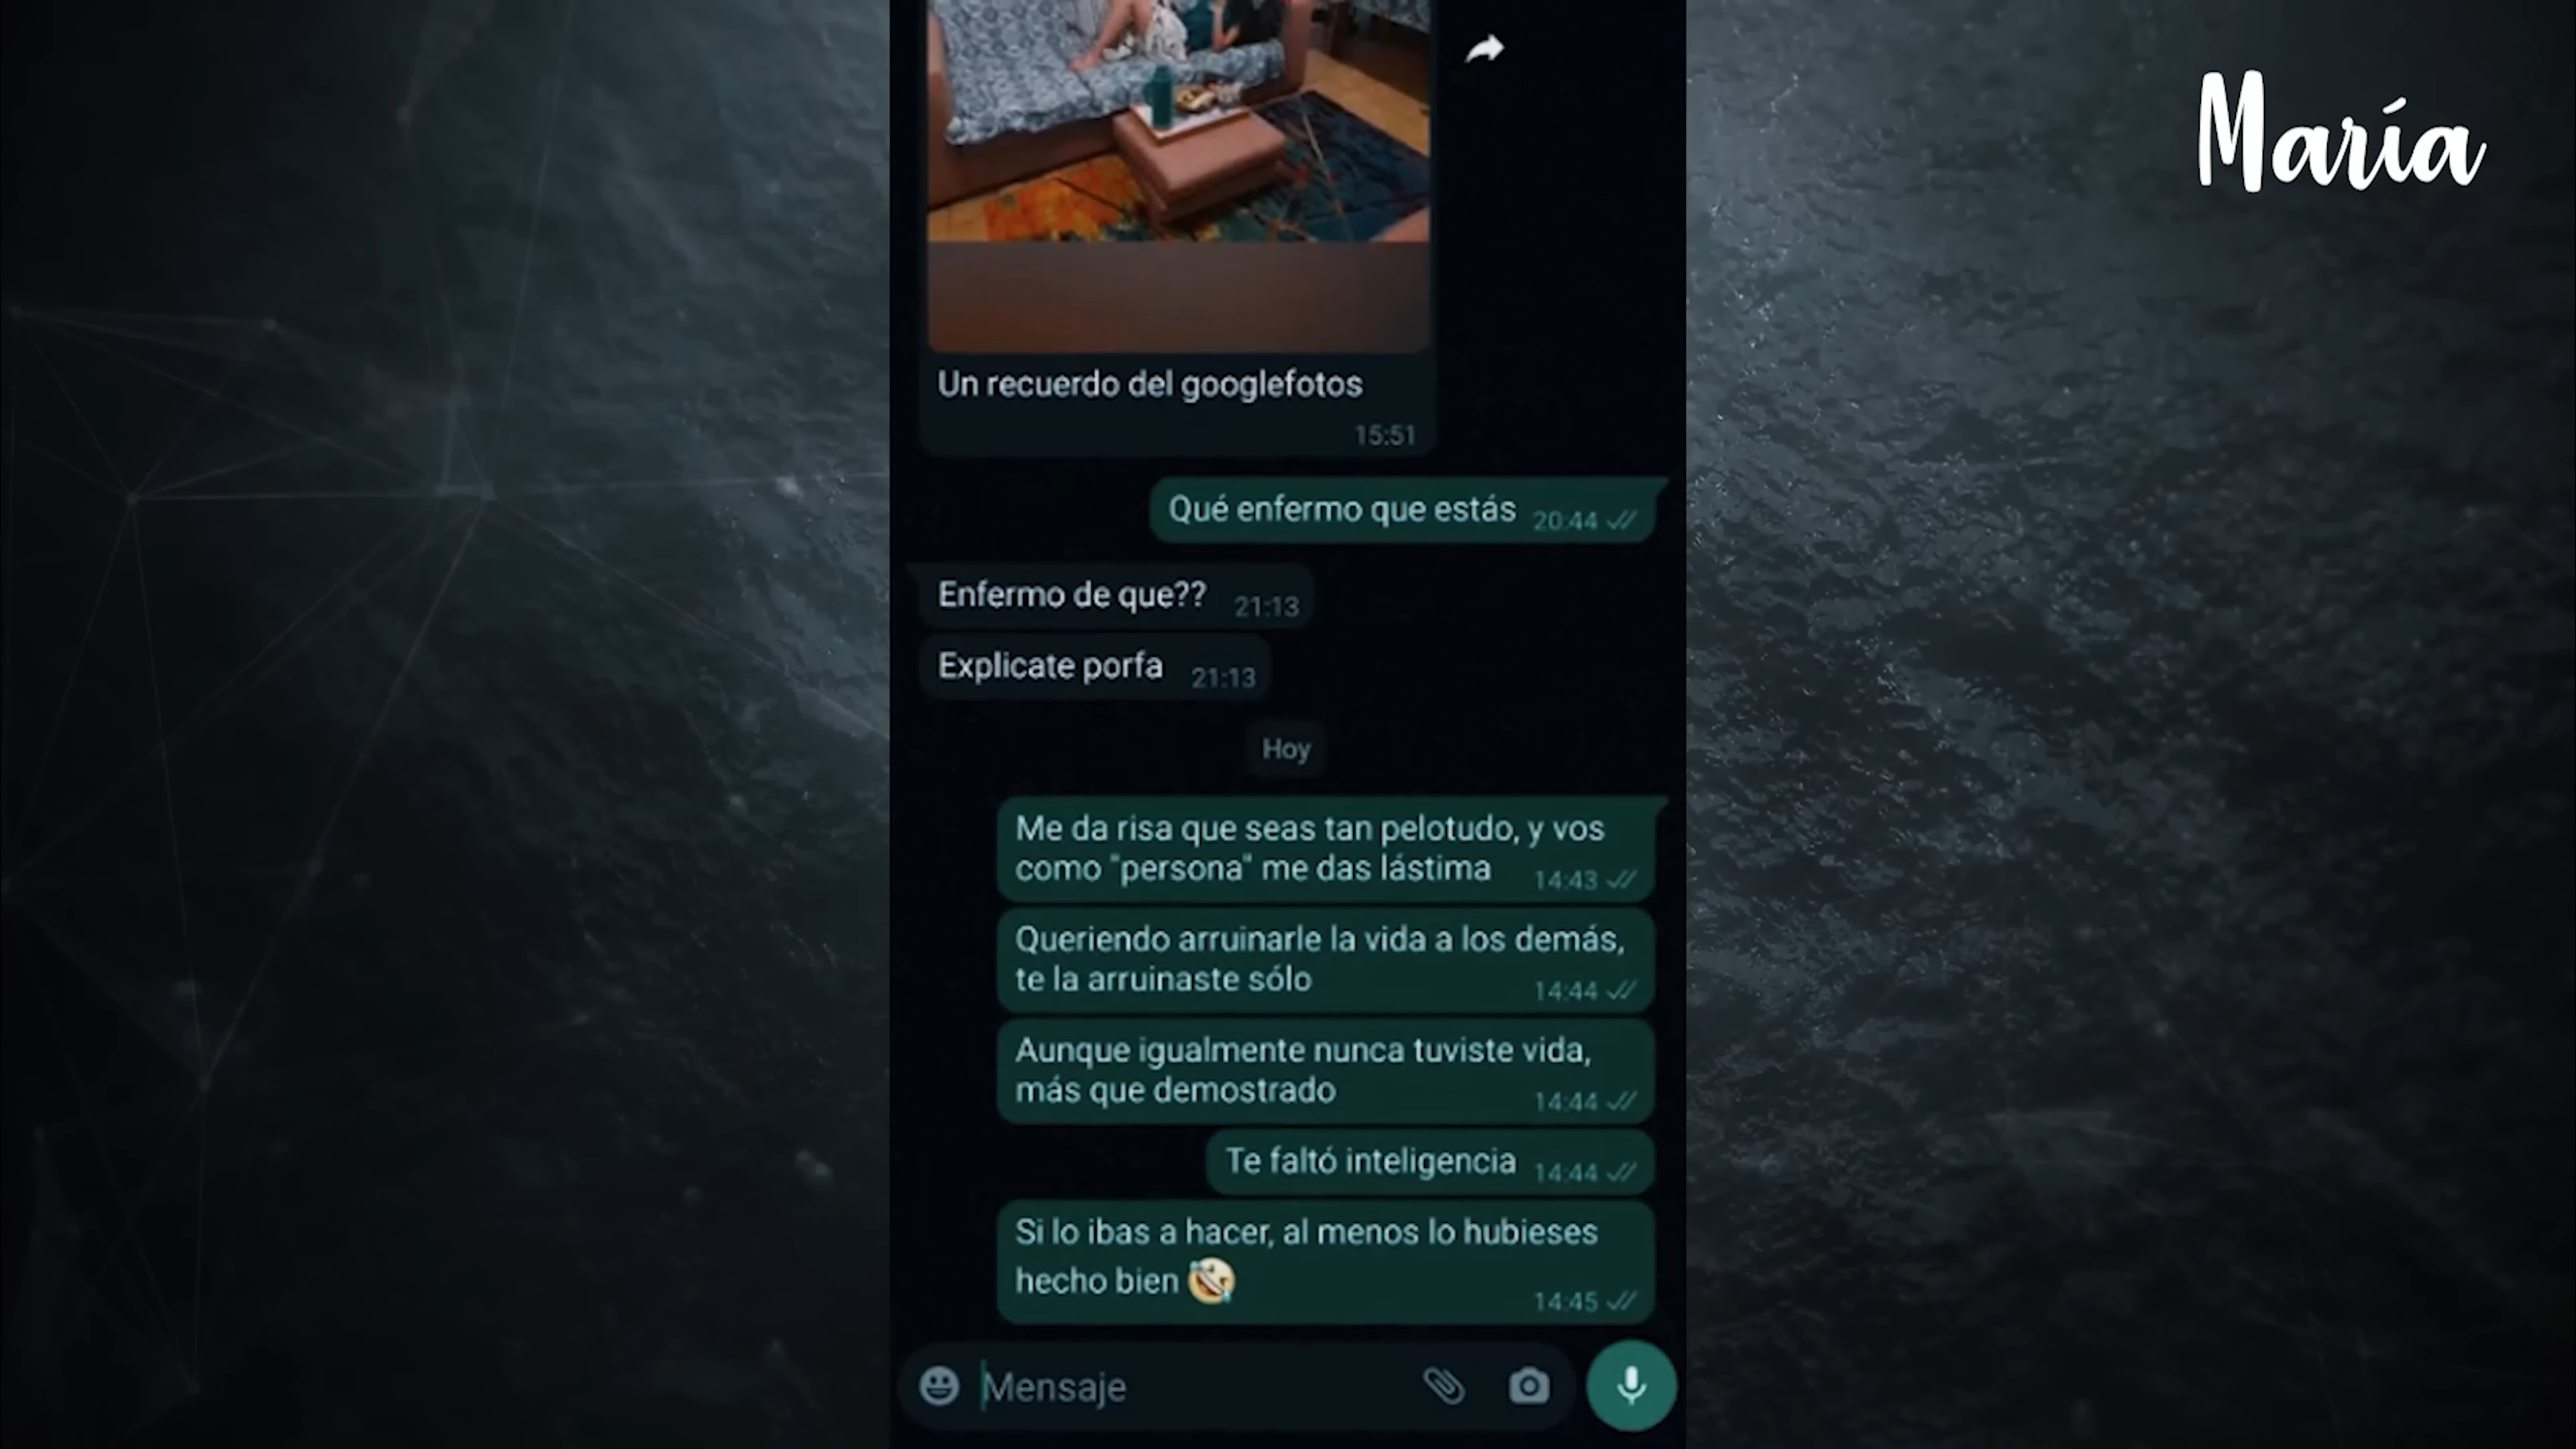 María
Un recuerdo del googlefotos
15:51
Qué enfermo que estás 20:44
Enfermo de que?? 21:13
Explicate porfa 21:13
Hoy
Me da risa que seas tan pelotudo, y vos
como "persona" me das lástima 14:43
Queriendo arruinarle la vida a los demás,
te la arruinaste sólo 14:44
Aunque igualmente nunca tuviste vida,
más que demostrado 14:44
Te faltó inteligencia 14:44
Si lo ibas a hacer, al menos lo hubieses
hecho bien 🤣 14:45
Mensaje